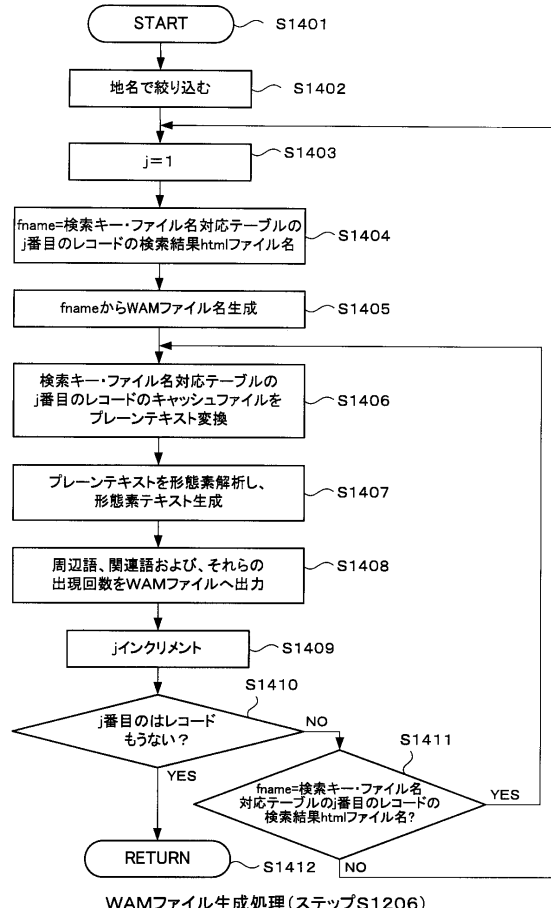 START
S1401
地名で絞り込む
S1402
j=1
S1403
fname=検索キー・ファイル名対応テーブルの
j番目のレコードの検索結果htmlファイル名
S1404
fnameからWAMファイル名生成
S1405
検索キー・ファイル名対応テーブルの
j番目のレコードのキャッシュファイルを
プレーンテキスト変換
S1406
プレーンテキストを形態素解析し、
形態素テキスト生成
S1407
周辺語、関連語および、それらの
出現回数をWAMファイルへ出力
S1408
jインクリメント
S1409
S1410
j番目のはレコード
もうない?
NO
YES
S1411
fname=検索キー・ファイル名
対応テーブルのj番目のレコードの
検索結果htmlファイル名?
YES
NO
RETURN
S1412
WAMファイル生成処理(ステップS1206)